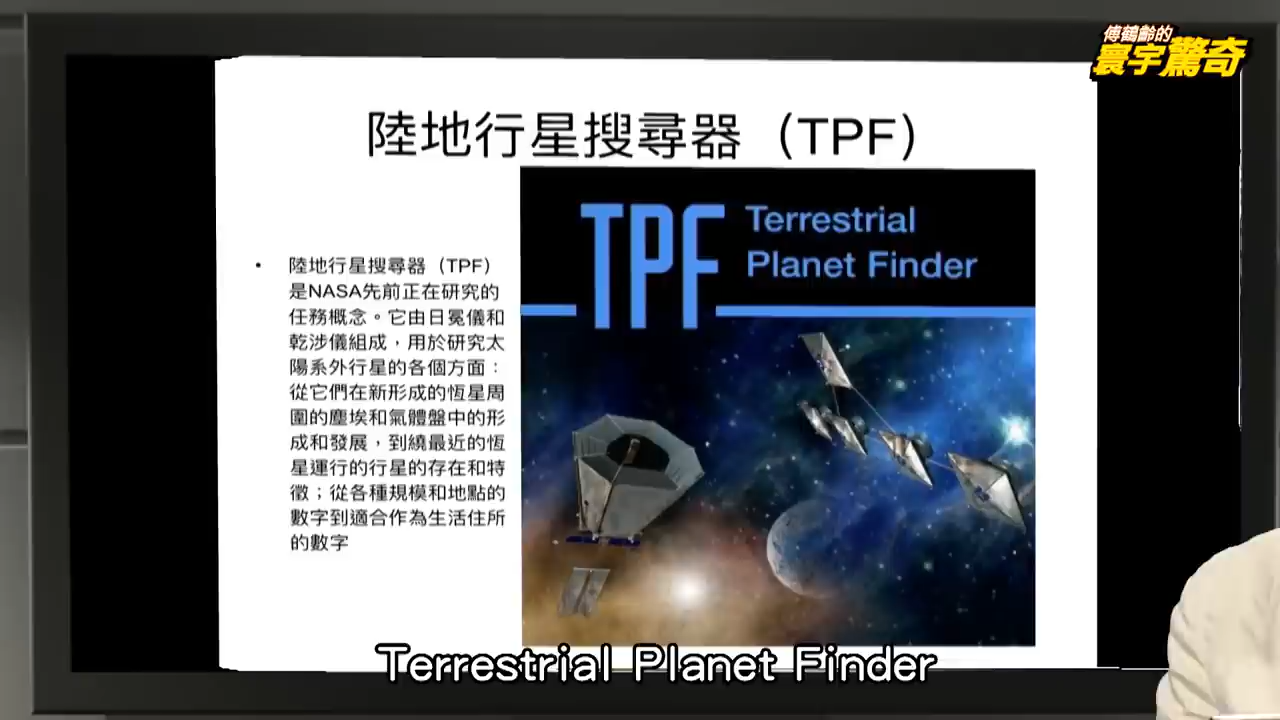 傅鶴齡的
寰宇驚奇
陸地行星搜尋器（TPF）
TPF Terrestrial
Planet Finder
• 陸地行星搜尋器（TPF）
是NASA先前正在研究的
任務概念。它由日冕儀和
乾涉儀組成，用於研究太
陽系外行星的各個方面：
從它們在新形成的恆星周
圍的塵埃和氣體盤中的形
成和發展，到繞最近的恆
星運行的行星的存在和特
徵；從各種規模和地點的
數字到適合作為生活住所
的數字
Terrestrial Planet Finder